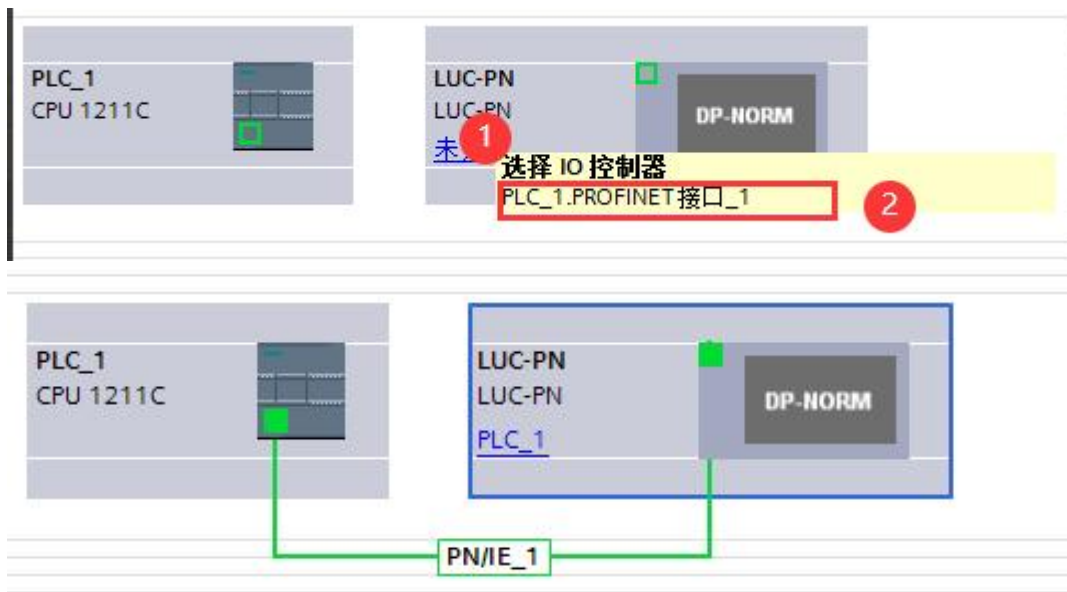 PLC_1
CPU 1211C
LUC-PN
LUC-PN
DP-NORM
未
1
选择 IO 控制器
PLC_1.PROFINET接口_1
2
PLC_1
CPU 1211C
LUC-PN
LUC-PN
PLC_1
DP-NORM
PN/IE_1